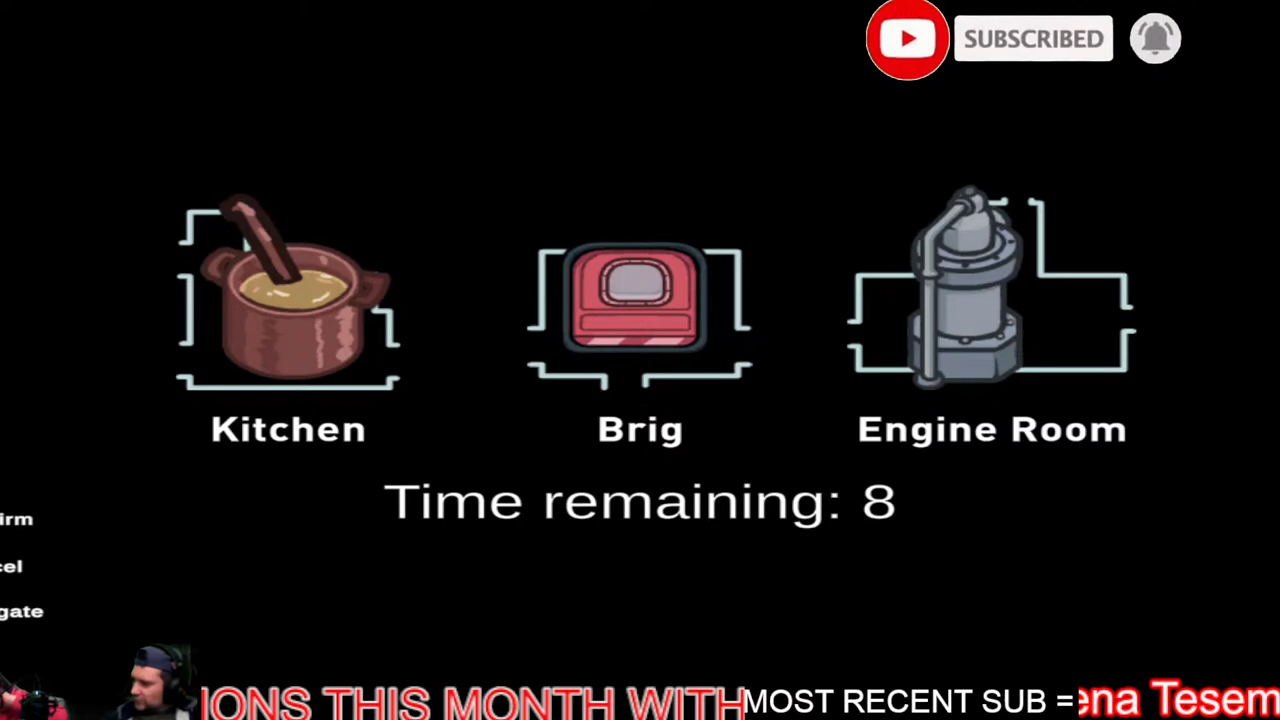 SUBSCRIBED
Kitchen
Brig
Engine Room
Time remaining: 8
irm
cel
gate
IONS THIS MONTH WITH
MOST RECENT SUB =
ena Tesem